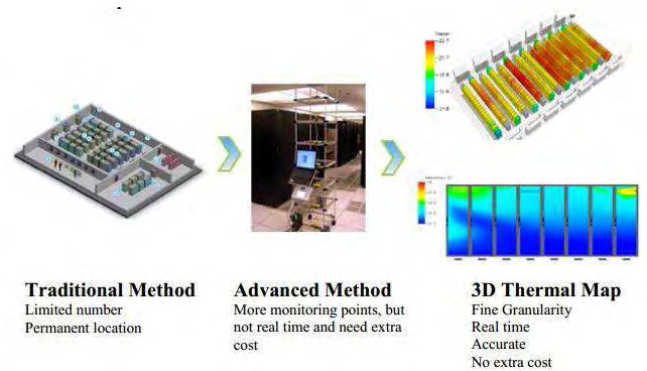 Traditional Method
Limited number
Permanent location
Advanced Method
More monitoring points, but
not real time and need extra
cost
3D Thermal Map
Fine Granularity
Real time
Accurate
No extra cost